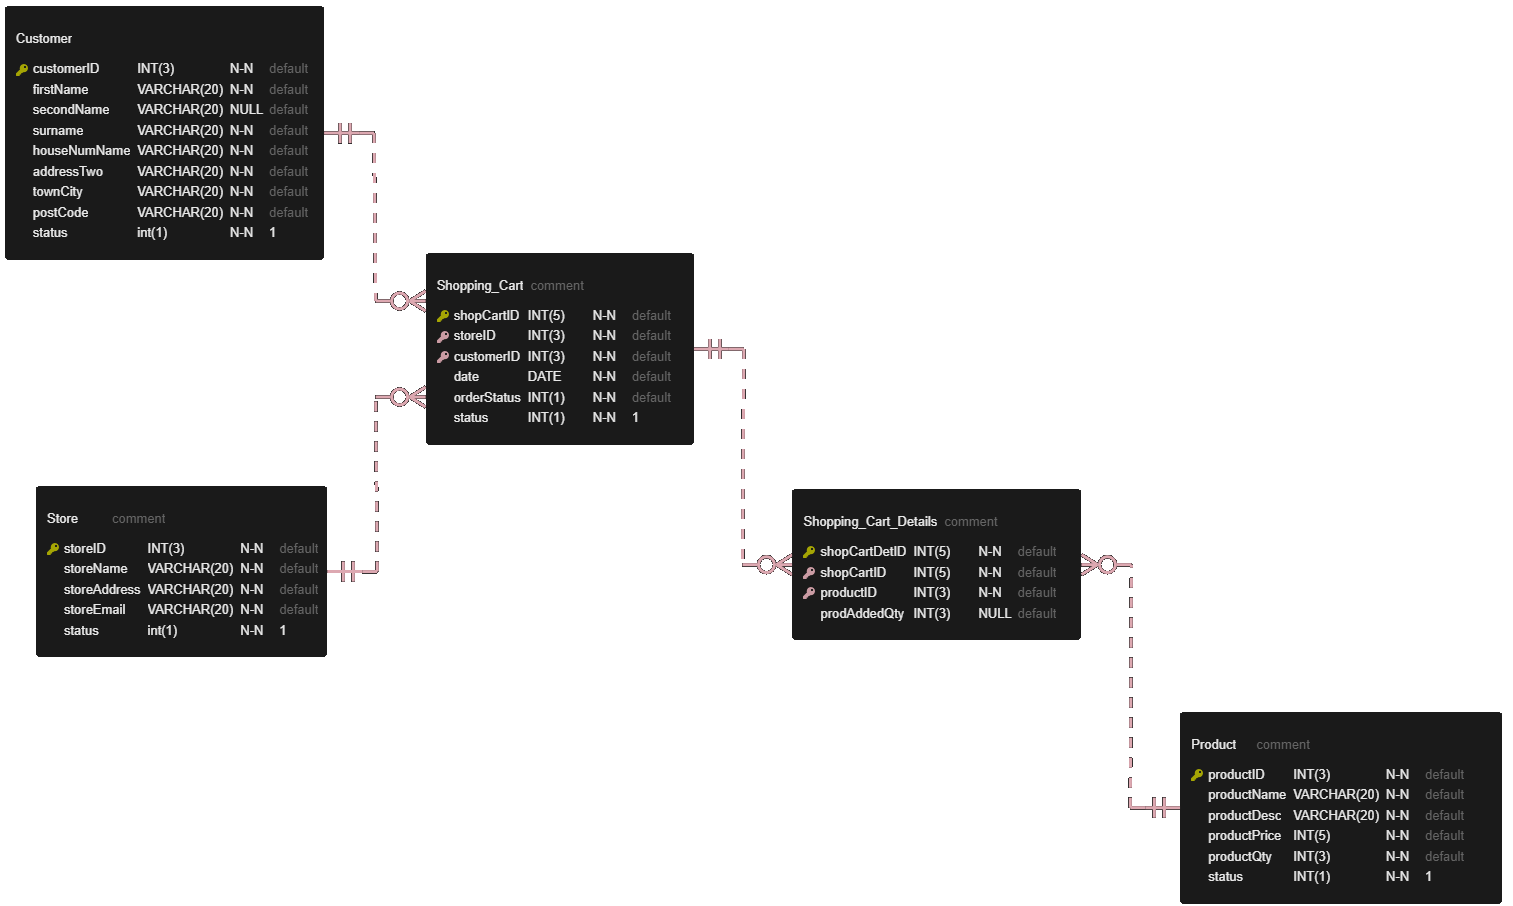 Customer
customerID INT(3) N-N default
firstName VARCHAR(20) N-N default
secondName VARCHAR(20) NULL default
surname VARCHAR(20) N-N default
houseNumName VARCHAR(20) N-N default
addressTwo VARCHAR(20) N-N default
townCity VARCHAR(20) N-N default
postCode VARCHAR(20) N-N default
status int(1) N-N 1
Shopping_Cart comment
shopCartID INT(5) N-N default
storeID INT(3) N-N default
customerID INT(3) N-N default
date DATE N-N default
orderStatus INT(1) N-N default
status INT(1) N-N 1
Store comment
storeID INT(3) N-N default
storeName VARCHAR(20) N-N default
storeAddress VARCHAR(20) N-N default
storeEmail VARCHAR(20) N-N default
status int(1) N-N 1
Shopping_Cart_Details comment
shopCartDetID INT(5) N-N default
shopCartID INT(5) N-N default
productID INT(3) N-N default
prodAddedQty INT(3) NULL default
Product comment
productID INT(3) N-N default
productName VARCHAR(20) N-N default
productDesc VARCHAR(20) N-N default
productPrice INT(5) N-N default
productQty INT(3) N-N default
status INT(1) N-N 1